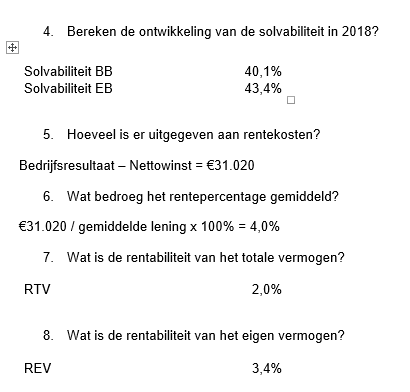 4. Bereken de ontwikkeling van de solvabiliteit in 2018?
Solvabiliteit BB 40,1%
Solvabiliteit EB 43,4%
5. Hoeveel is er uitgegeven aan rentekosten?
Bedrijfsresultaat – Nettowinst = €31.020
6. Wat bedroeg het rentepercentage gemiddeld?
€31.020 / gemiddelde lening x 100% = 4,0%
7. Wat is de rentabiliteit van het totale vermogen?
RTV 2,0%
8. Wat is de rentabiliteit van het eigen vermogen?
REV 3,4%